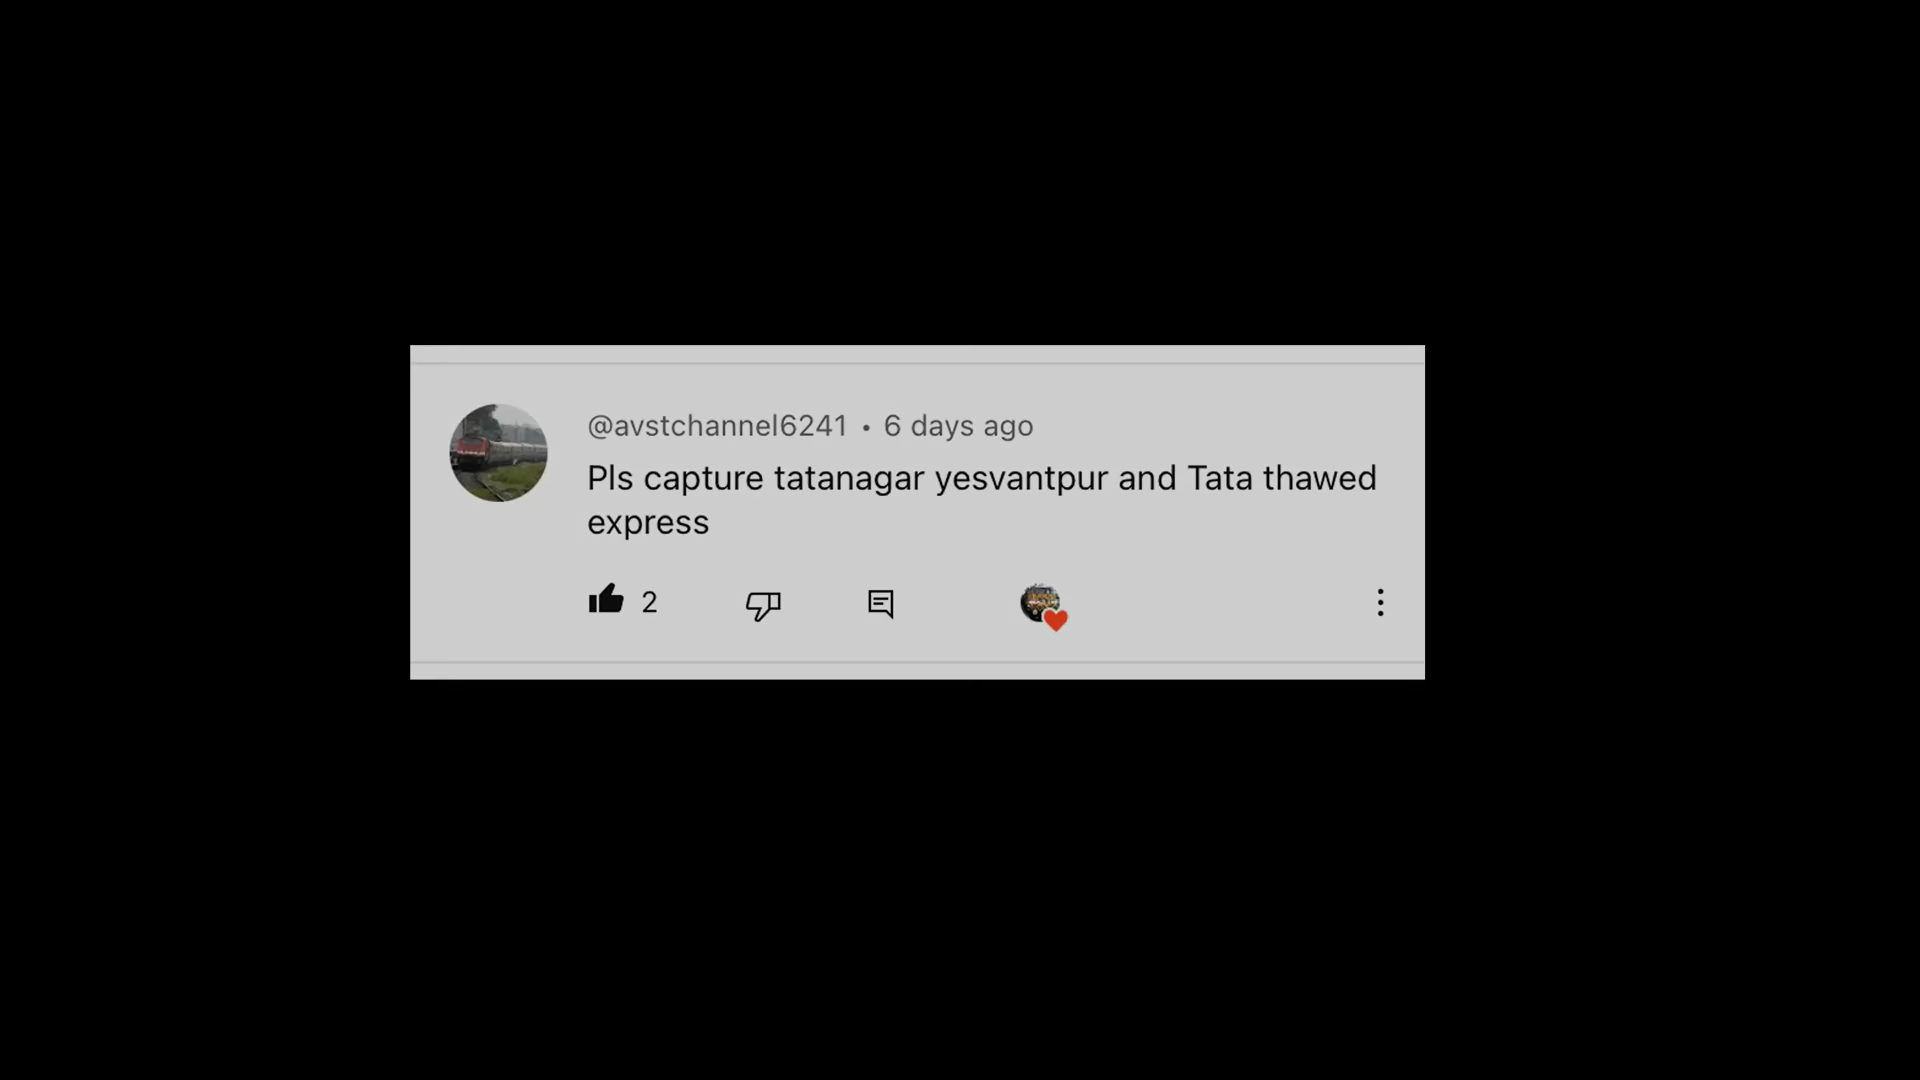 @avstchannel6241 • 6 days ago
Pls capture tatanagar yesvantpur and Tata thawed
express
2